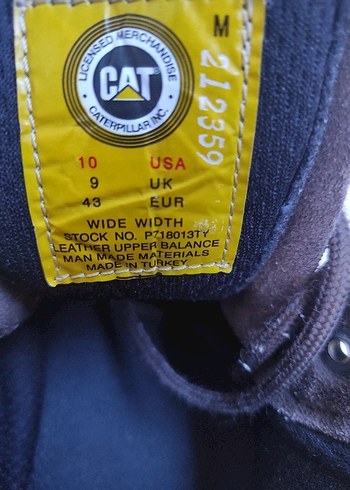 M
LICENSED MERCHANDISE
CAT
CATERPILLAR INC.
212359
10 USA
9 UK
43 EUR
WIDE WIDTH
STOCK NO. P718013TY
LEATHER UPPER BALANCE
MAN MADE MATERIALS
MADE IN TURKEY